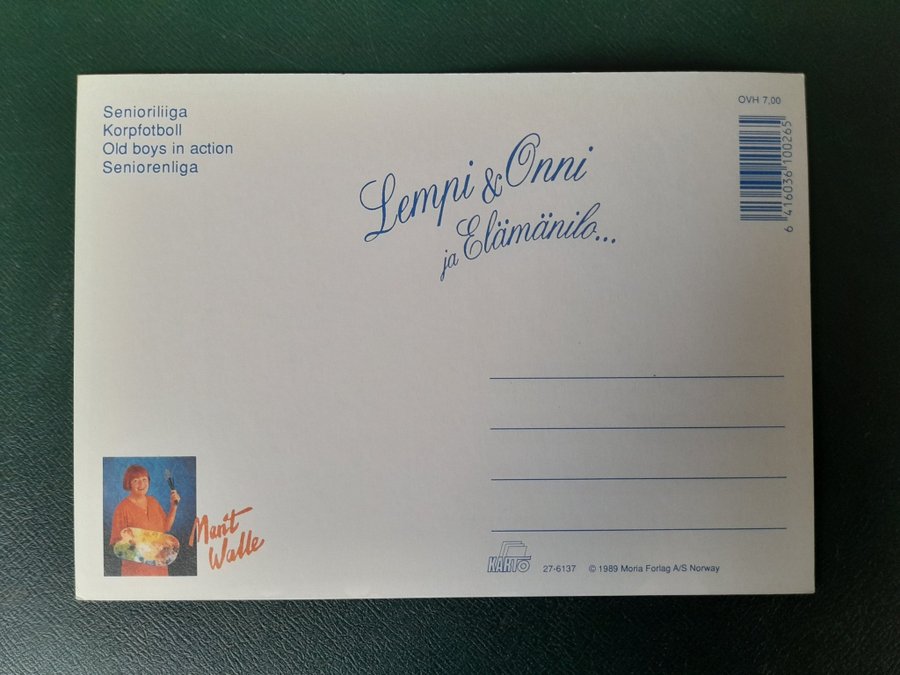 Senioriliiga
Korpfotboll
Old boys in action
Seniorenliga
OVH 7,00
6 416036 100265
Lempi & Onni
ja Elämänilo...
Merit
Walle
KARTO
27-6137 © 1989 Moria Forlag A/S Norway